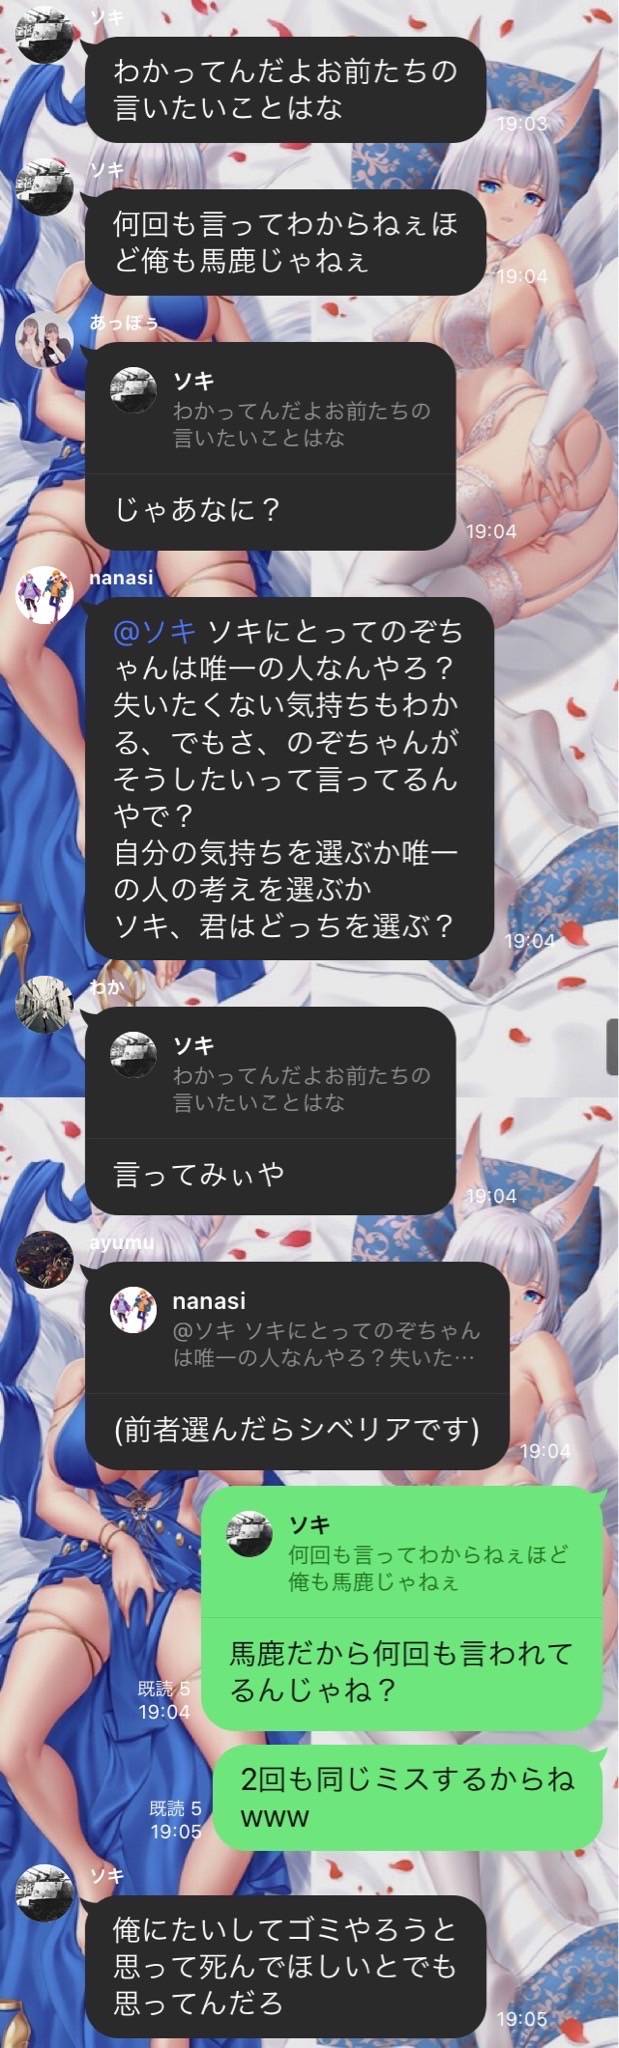 ソキ
わかってんだよお前たちの
言いたいことはな
19:03
ソキ
何回も言ってわからねぇほ
ど俺も馬鹿じゃねぇ
19:04
あっぽぅ
ソキ
わかってんだよお前たちの
言いたいことはな
じゃあなに？
19:04
nanasi
@ソキ ソキにとってのぞち
ゃんは唯一の人なんやろ？
失いたくない気持ちもわか
る、でもさ、のぞちゃんが
そうしたいって言ってるん
やで？
自分の気持ちを選ぶか唯一
の人の考えを選ぶか
ソキ、君はどっちを選ぶ？
19:04
わか
ソキ
わかってんだよお前たちの
言いたいことはな
言ってみぃや
19:04
ayumu
nanasi
@ソキ ソキにとってのぞちゃん
は唯一の人なんやろ？失いた…
(前者選んだらシベリアです)
19:04
ソキ
何回も言ってわからねぇほど
俺も馬鹿じゃねぇ
馬鹿だから何回も言われて
るんじゃね？
既読 5
19:04
2回も同じミスするからね
www
既読 5
19:05
ソキ
俺にたいしてゴミやろうと
思って死んでほしいとでも
思ってんだろ
19:05